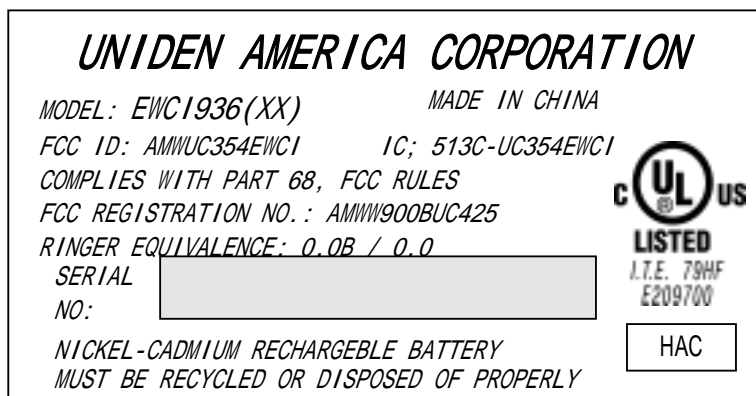 UNIDEN AMERICA CORPORATION
MODEL: EWCI936(XX) MADE IN CHINA
FCC ID: AMWUC354EWCI IC; 513C-UC354EWCI
COMPLIES WITH PART 68, FCC RULES
FCC REGISTRATION NO.: AMWW900BUC425
RINGER EQUIVALENCE: 0.0B / 0.0
SERIAL
NO:
C UL ® US
LISTED
I.T.E. 79HF
E209700
NICKEL-CADMIUM RECHARGEBLE BATTERY
MUST BE RECYCLED OR DISPOSED OF PROPERLY
HAC